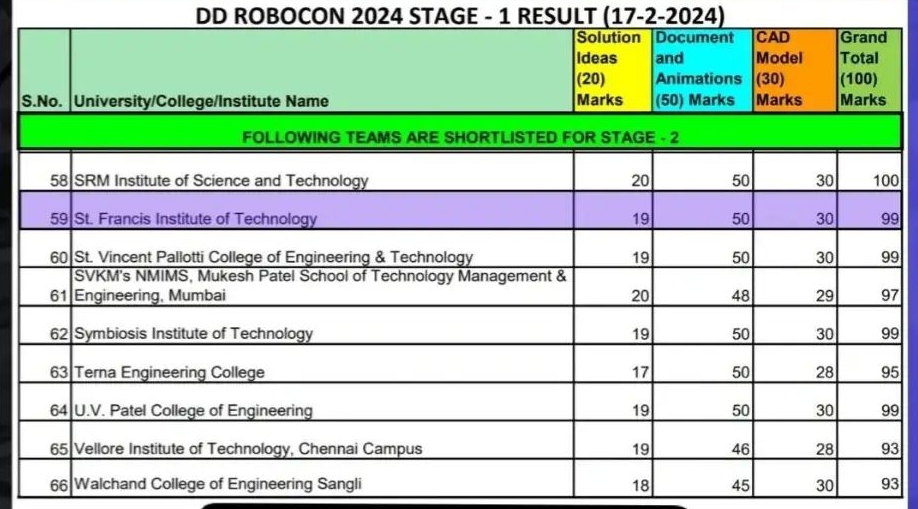 DD ROBOCON 2024 STAGE - 1 RESULT (17-2-2024)
S.No. University/College/Institute Name Solution Ideas (20) Marks Document and Animations (50) Marks CAD Model (30) Marks Grand Total (100) Marks
FOLLOWING TEAMS ARE SHORTLISTED FOR STAGE - 2
58 SRM Institute of Science and Technology 20 50 30 100
59 St. Francis Institute of Technology 19 50 30 99
60 St. Vincent Pallotti College of Engineering & Technology 19 50 30 99
SVKM's NMIMS, Mukesh Patel School of Technology Management &
61 Engineering, Mumbai 20 48 29 97
62 Symbiosis Institute of Technology 19 50 30 99
63 Terna Engineering College 17 50 28 95
64 U.V. Patel College of Engineering 19 50 30 99
65 Vellore Institute of Technology, Chennai Campus 19 46 28 93
66 Walchand College of Engineering Sangli 18 45 30 93